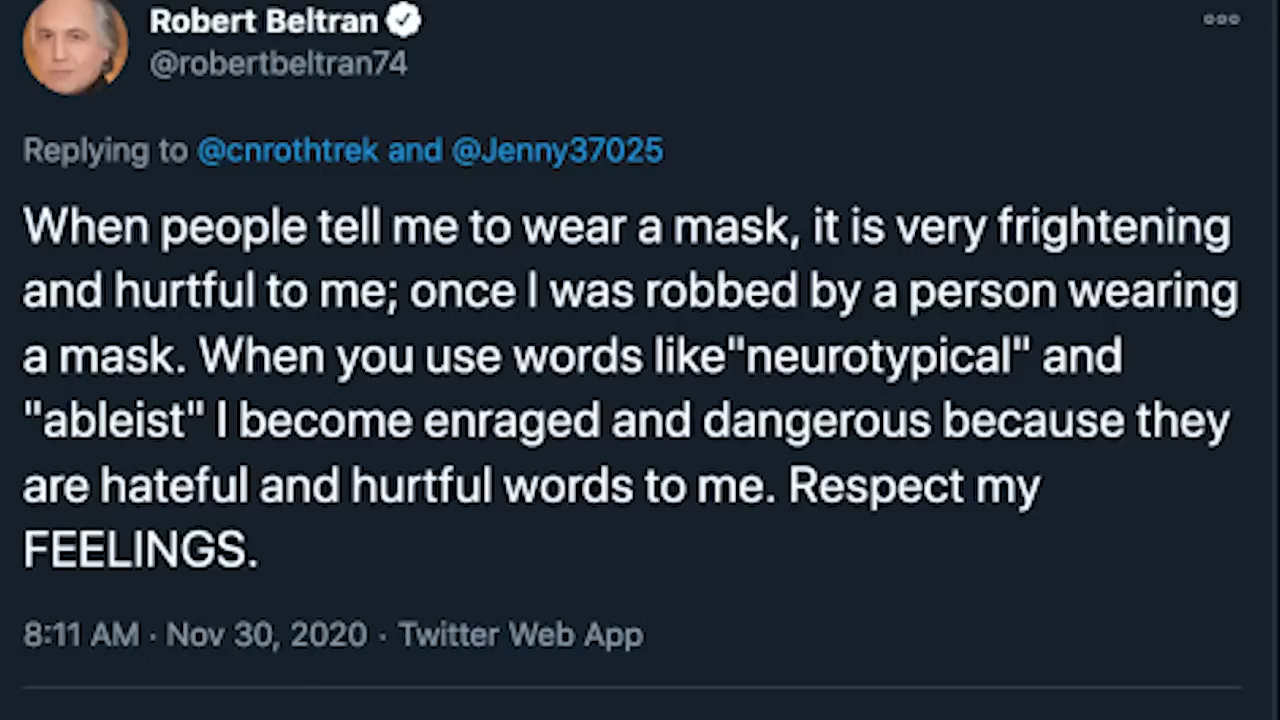 Robert Beltran
@robertbeltran74
Replying to @cnrothtrek and @Jenny37025
When people tell me to wear a mask, it is very frightening
and hurtful to me; once I was robbed by a person wearing
a mask. When you use words like"neurotypical" and
"ableist" I become enraged and dangerous because they
are hateful and hurtful words to me. Respect my
FEELINGS.
8:11 AM · Nov 30, 2020 · Twitter Web App